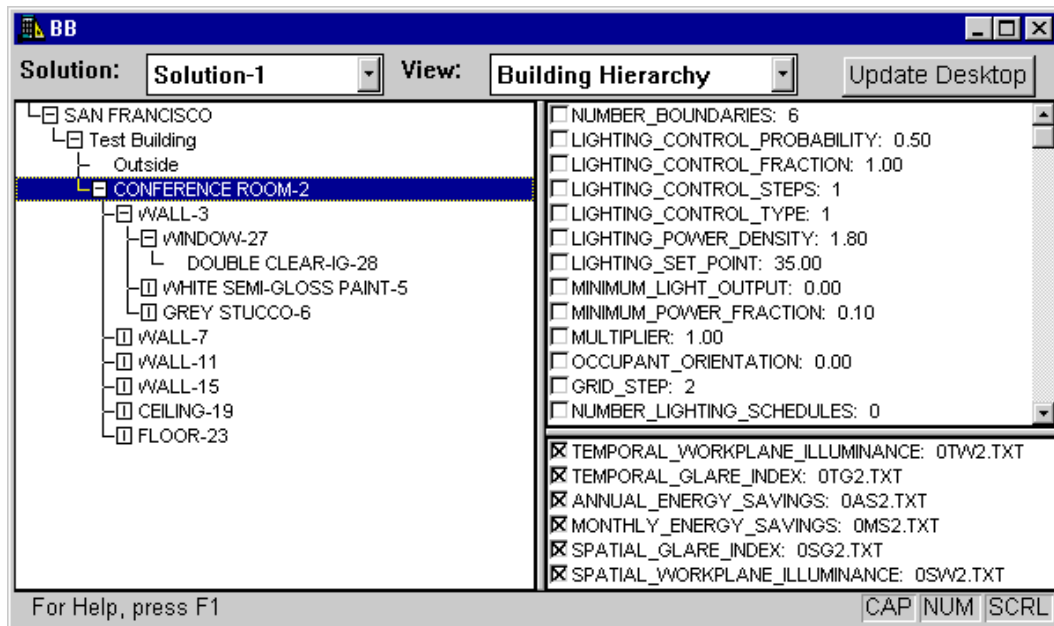 BB
Solution: Solution-1 View: Building Hierarchy Update Desktop
SAN FRANCISCO
Test Building
Outside
CONFERENCE ROOM-2
WALL-3
WINDOW-27
DOUBLE CLEAR-IG-28
WHITE SEMI-GLOSS PAINT-5
GREY STUCCO-6
WALL-7
WALL-11
WALL-15
CEILING-19
FLOOR-23
NUMBER_BOUNDARIES: 6
LIGHTING_CONTROL_PROBABILITY: 0.50
LIGHTING_CONTROL_FRACTION: 1.00
LIGHTING_CONTROL_STEPS: 1
LIGHTING_CONTROL_TYPE: 1
LIGHTING_POWER_DENSITY: 1.80
LIGHTING_SET_POINT: 35.00
MINIMUM_LIGHT_OUTPUT: 0.00
MINIMUM_POWER_FRACTION: 0.10
MULTIPLIER: 1.00
OCCUPANT_ORIENTATION: 0.00
GRID_STEP: 2
NUMBER_LIGHTING_SCHEDULES: 0
TEMPORAL_WORKPLANE_ILLUMINANCE: 0TW2.TXT
TEMPORAL_GLARE_INDEX: 0TG2.TXT
ANNUAL_ENERGY_SAVINGS: 0AS2.TXT
MONTHLY_ENERGY_SAVINGS: 0MS2.TXT
SPATIAL_GLARE_INDEX: 0SG2.TXT
SPATIAL_WORKPLANE_ILLUMINANCE: 0SW2.TXT
For Help, press F1 CAP NUM SCRL